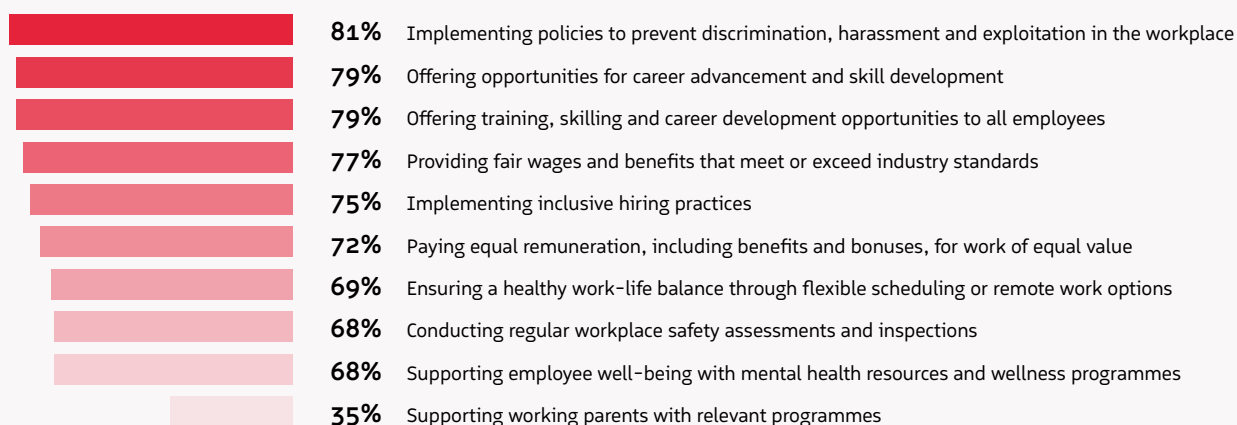 81% Implementing policies to prevent discrimination, harassment and exploitation in the workplace
79% Offering opportunities for career advancement and skill development
79% Offering training, skilling and career development opportunities to all employees
77% Providing fair wages and benefits that meet or exceed industry standards
75% Implementing inclusive hiring practices
72% Paying equal remuneration, including benefits and bonuses, for work of equal value
69% Ensuring a healthy work-life balance through flexible scheduling or remote work options
68% Conducting regular workplace safety assessments and inspections
68% Supporting employee well-being with mental health resources and wellness programmes
35% Supporting working parents with relevant programmes